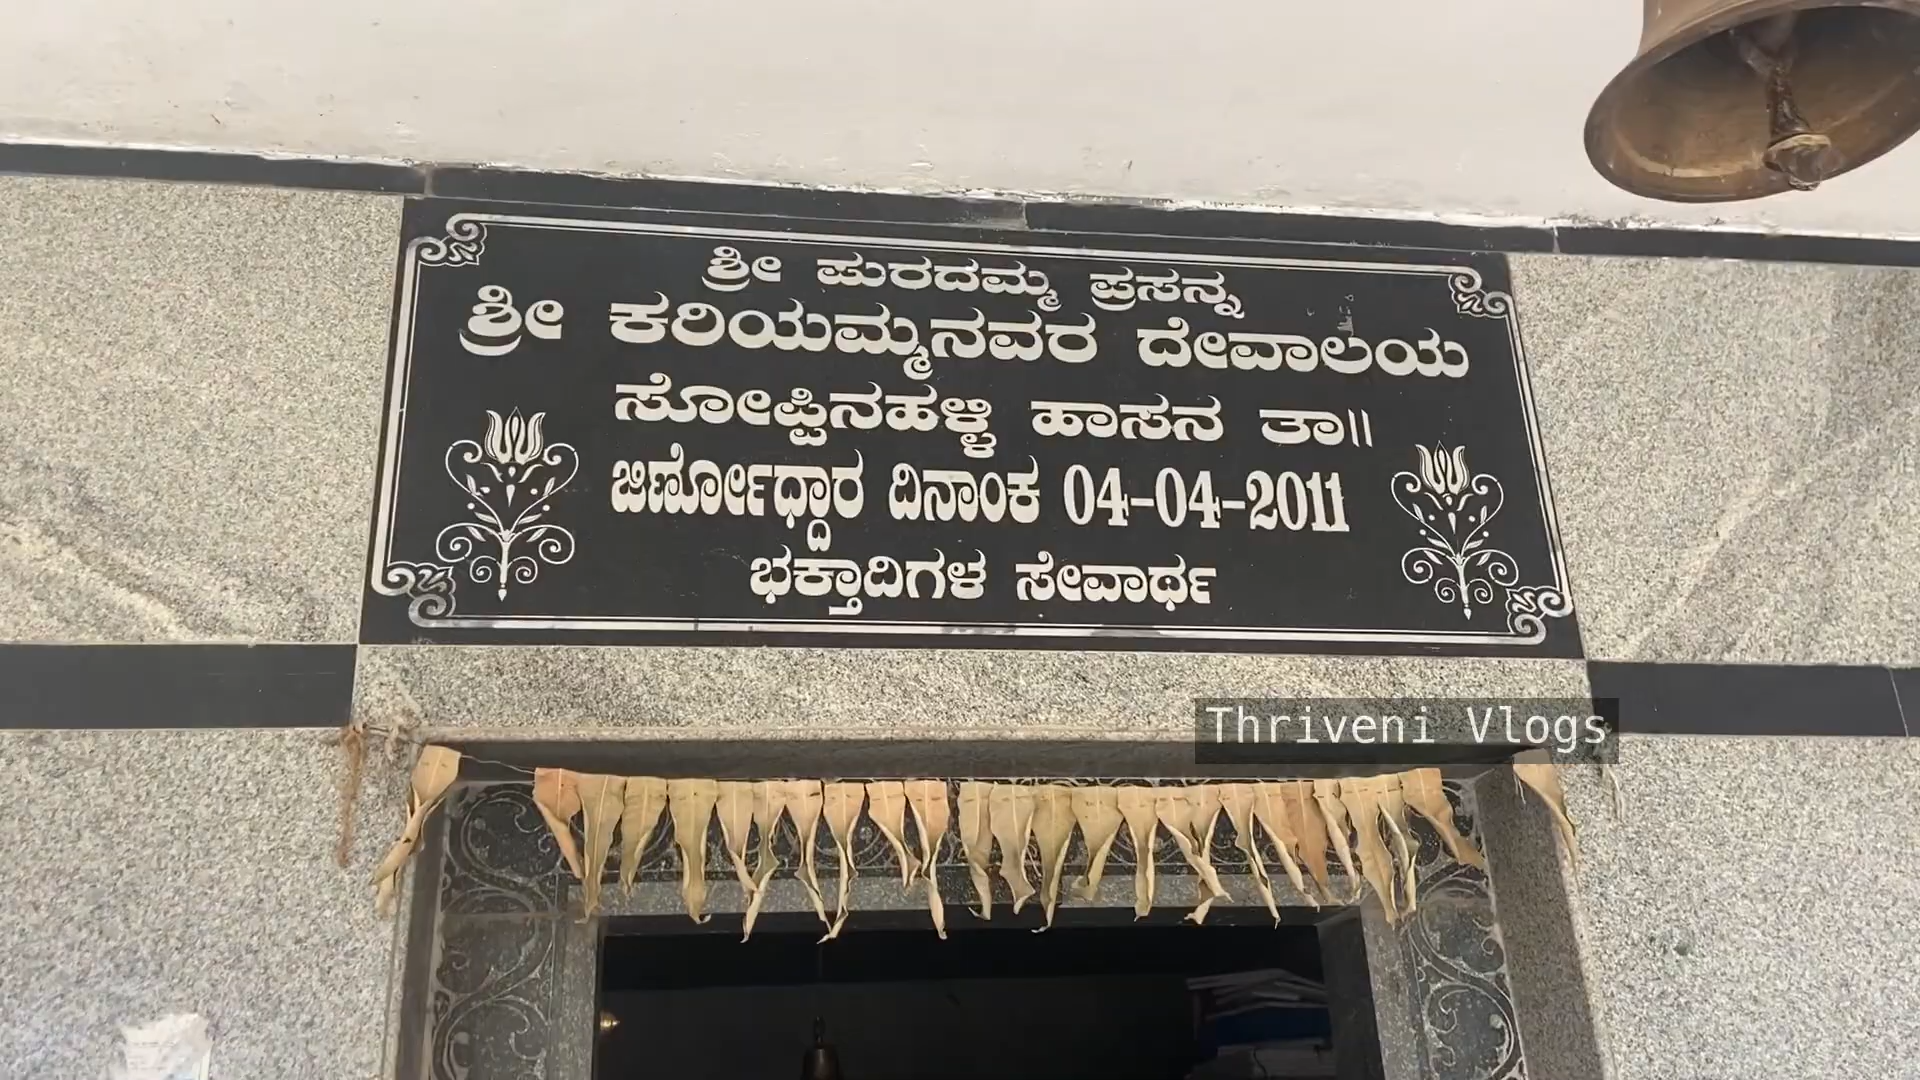 ಶ್ರೀ ಪುರದಮ್ಮ ಪ್ರಸನ್ನ
ಶ್ರೀ ಕರಿಯಮ್ಮನವರ ದೇವಾಲಯ
ಸೋಪ್ಪಿನಹಳ್ಳಿ ಹಾಸನ ತಾ||
ಜಿರ್ಣೋದ್ಧಾರ ದಿನಾಂಕ 04-04-2011
ಭಕ್ತಾದಿಗಳ ಸೇವಾರ್ಥ
Thriveni Vlogs